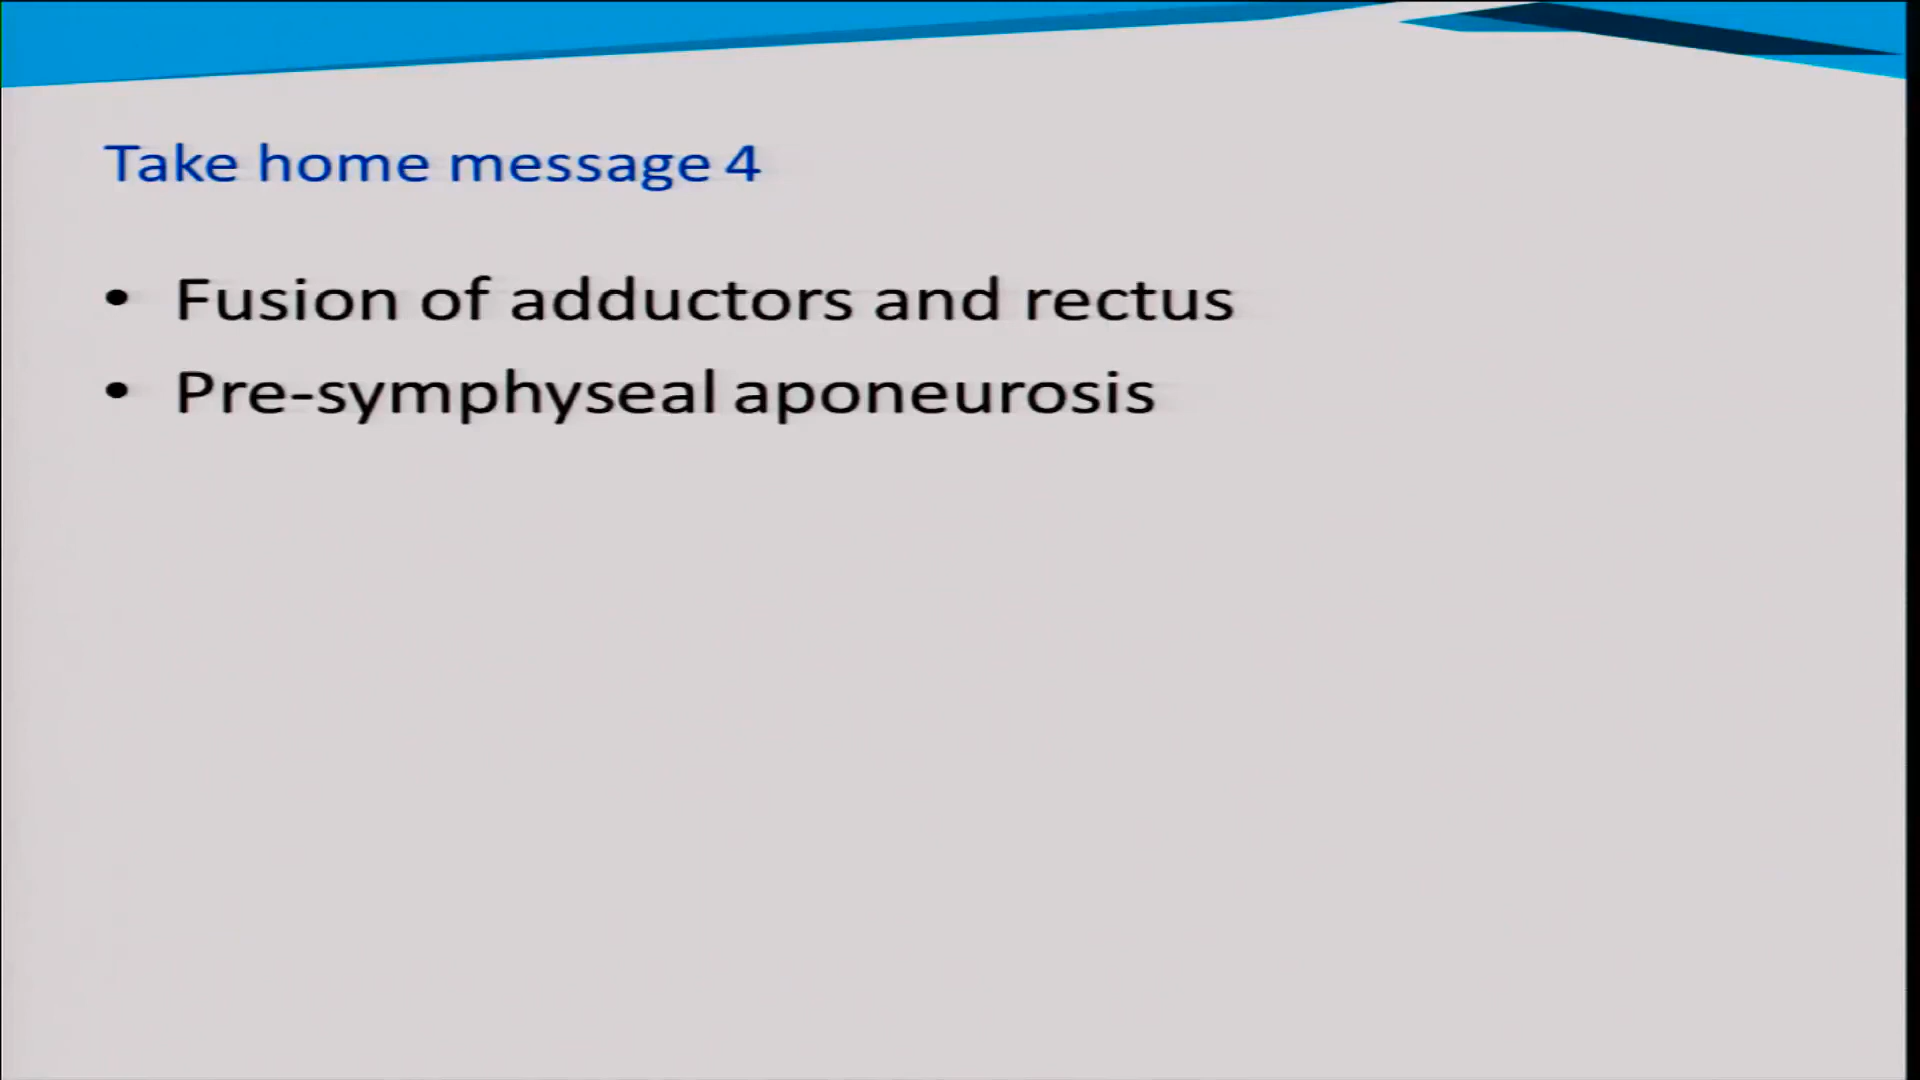 Take home message 4
• Fusion of adductors and rectus
• Pre-symphyseal aponeurosis